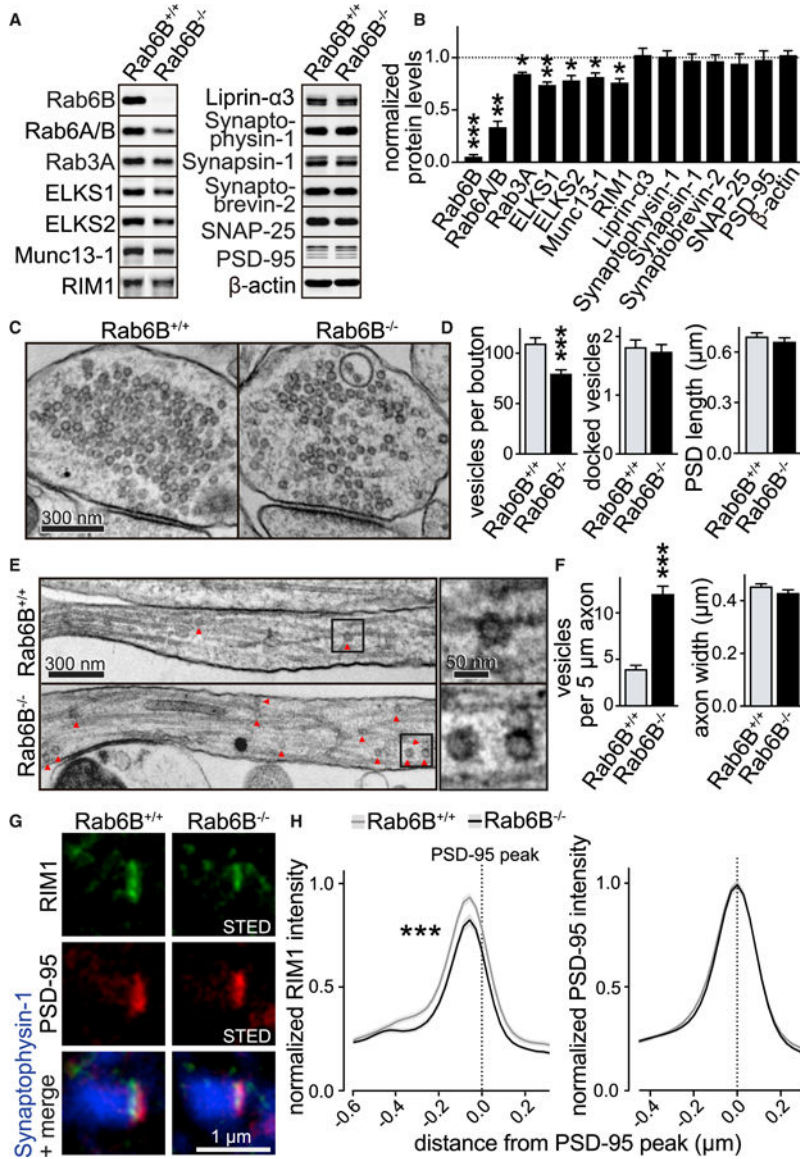 A
Rab6B+/+
Rab6B-/-
Rab6B
Rab6A/B
Rab3A
ELKS1
ELKS2
Munc13-1
RIM1
Rab6B+/+
Rab6B-/-
Liprin-α3
Synapto-
physin-1
Synapsin-1
Synapto-
brevin-2
SNAP-25
PSD-95
β-actin
B
normalized
protein levels
1.0
0.5
0.0
***
**
*
**
*
*
*
Rab6B
Rab6A/B
Rab3A
ELKS1
ELKS2
Munc13-1
RIM1
Liprin-α3
Synaptophysin-1
Synapsin-1
Synaptobrevin-2
SNAP-25
PSD-95
β-actin
C
Rab6B+/+
Rab6B-/-
300 nm
D
vesicles per bouton
100
50
0
***
Rab6B+/+
Rab6B-/-
docked vesicles
2
1
0
Rab6B+/+
Rab6B-/-
PSD length (μm)
0.6
0.3
0.0
Rab6B+/+
Rab6B-/-
E
Rab6B+/+
300 nm
50 nm
Rab6B-/-
F
vesicles
per 5 μm axon
10
5
0
***
Rab6B+/+
Rab6B-/-
axon width (μm)
0.4
0.2
0.0
Rab6B+/+
Rab6B-/-
G
Rab6B+/+
Rab6B-/-
RIM1
STED
PSD-95
STED
Synaptophysin-1
+ merge
1 μm
H
Rab6B+/+
Rab6B-/-
PSD-95 peak
normalized RIM1 intensity
1.0
0.5
0.0
***
-0.6
-0.4
-0.2
0.0
0.2
normalized PSD-95 intensity
1.0
0.5
0.0
-0.4
-0.2
0.0
0.2
distance from PSD-95 peak (μm)